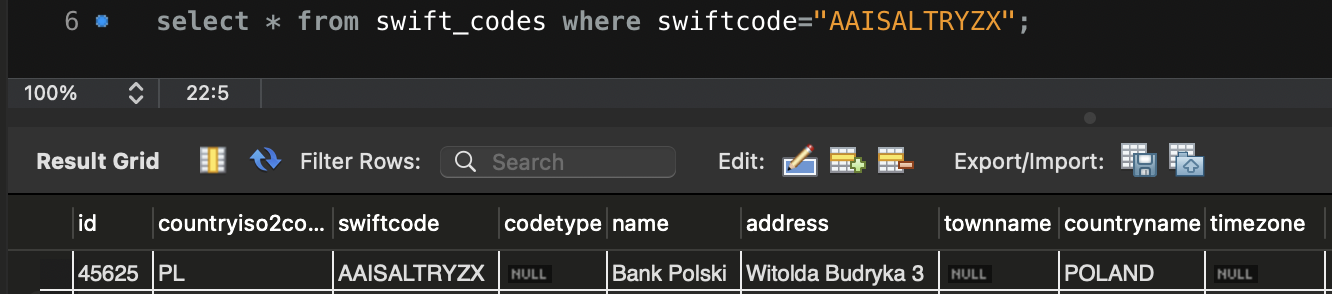 6 select * from swift_codes where swiftcode="AAISALTRYZX";
100% 22:5
Result Grid Filter Rows: Search Edit: Export/Import:
id countryiso2co... swiftcode codetype name address townname countryname timezone
45625 PL AAISALTRYZX NULL Bank Polski Witolda Budryka 3 NULL POLAND NULL